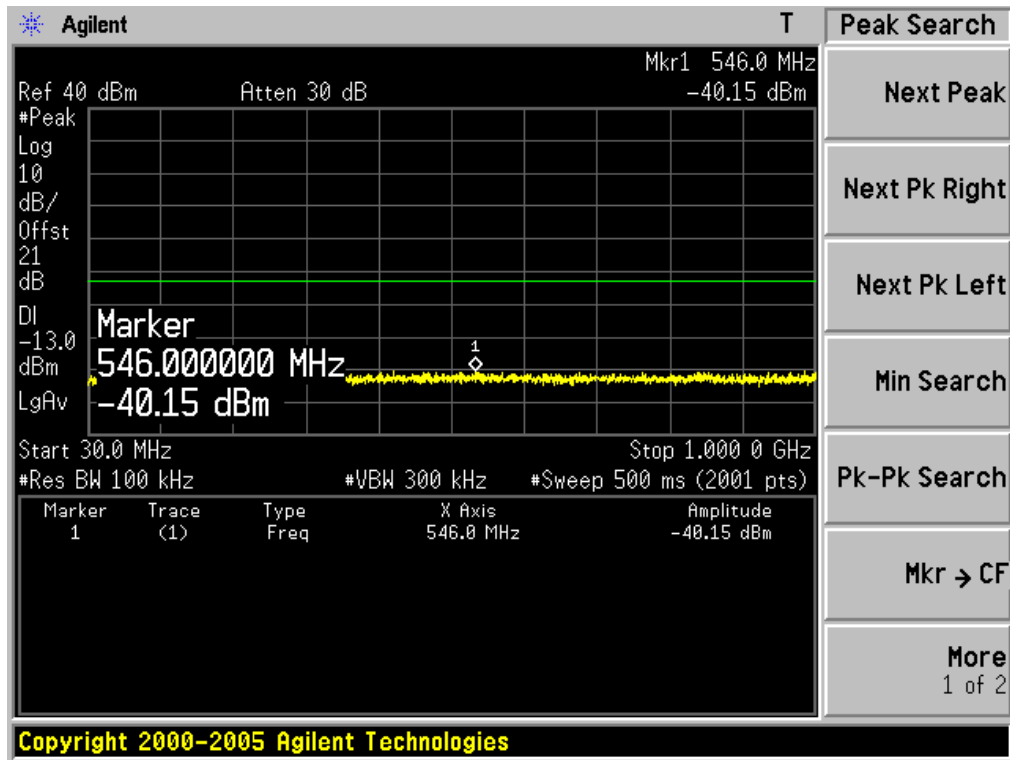 Agilent T
Peak Search
Mkr1 546.0 MHz
Ref 40 dBm Atten 30 dB -40.15 dBm
#Peak
Log
10
dB/
Offst
21
dB
DI
-13.0
dBm
LgAv
Marker
546.000000 MHz
-40.15 dBm
1
Start 30.0 MHz Stop 1.000 0 GHz
#Res BW 100 kHz #VBW 300 kHz #Sweep 500 ms (2001 pts)
Marker Trace Type X Axis Amplitude
1 (1) Freq 546.0 MHz -40.15 dBm
Next Peak
Next Pk Right
Next Pk Left
Min Search
Pk-Pk Search
Mkr → CF
More
1 of 2
Copyright 2000-2005 Agilent Technologies